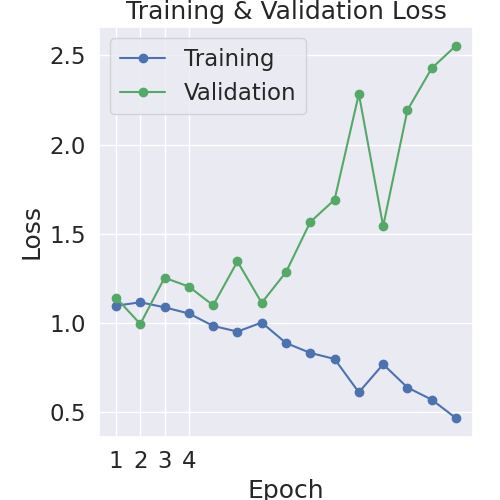 Training & Validation Loss
Training
Validation
2.5
2.0
1.5
1.0
0.5
Loss
1 2 3 4
Epoch